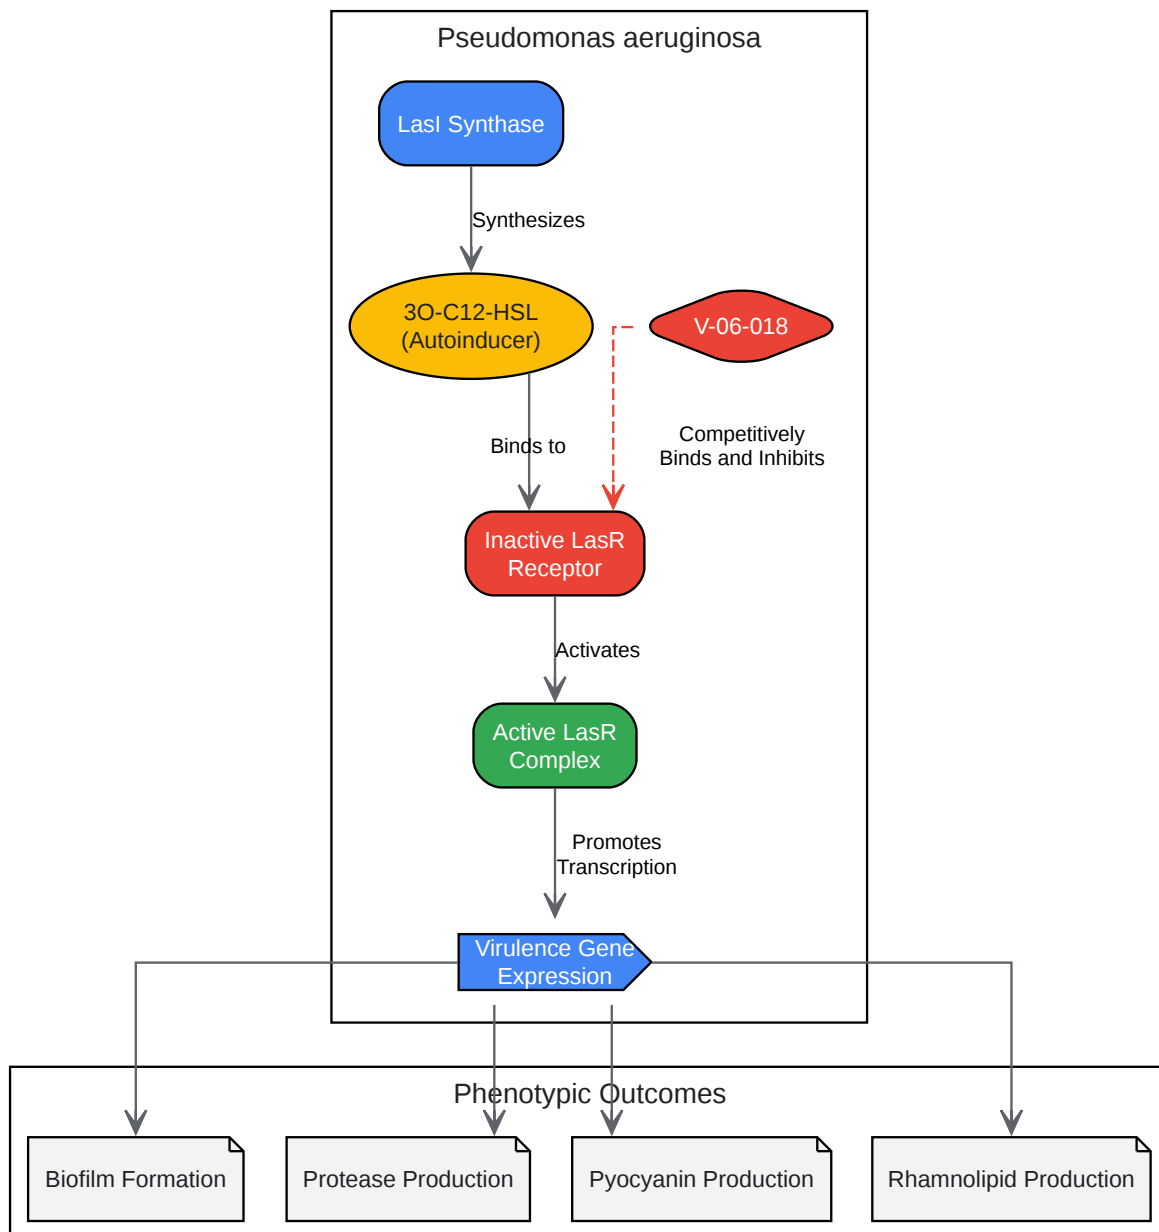 Pseudomonas aeruginosa
LasI Synthase
Synthesizes
3O-C12-HSL
(Autoinducer)
V-06-018
Binds to
Competitively
Binds and Inhibits
Inactive LasR
Receptor
Activates
Active LasR
Complex
Promotes
Transcription
Virulence Gene
Expression
Phenotypic Outcomes
Biofilm Formation
Protease Production
Pyocyanin Production
Rhamnolipid Production